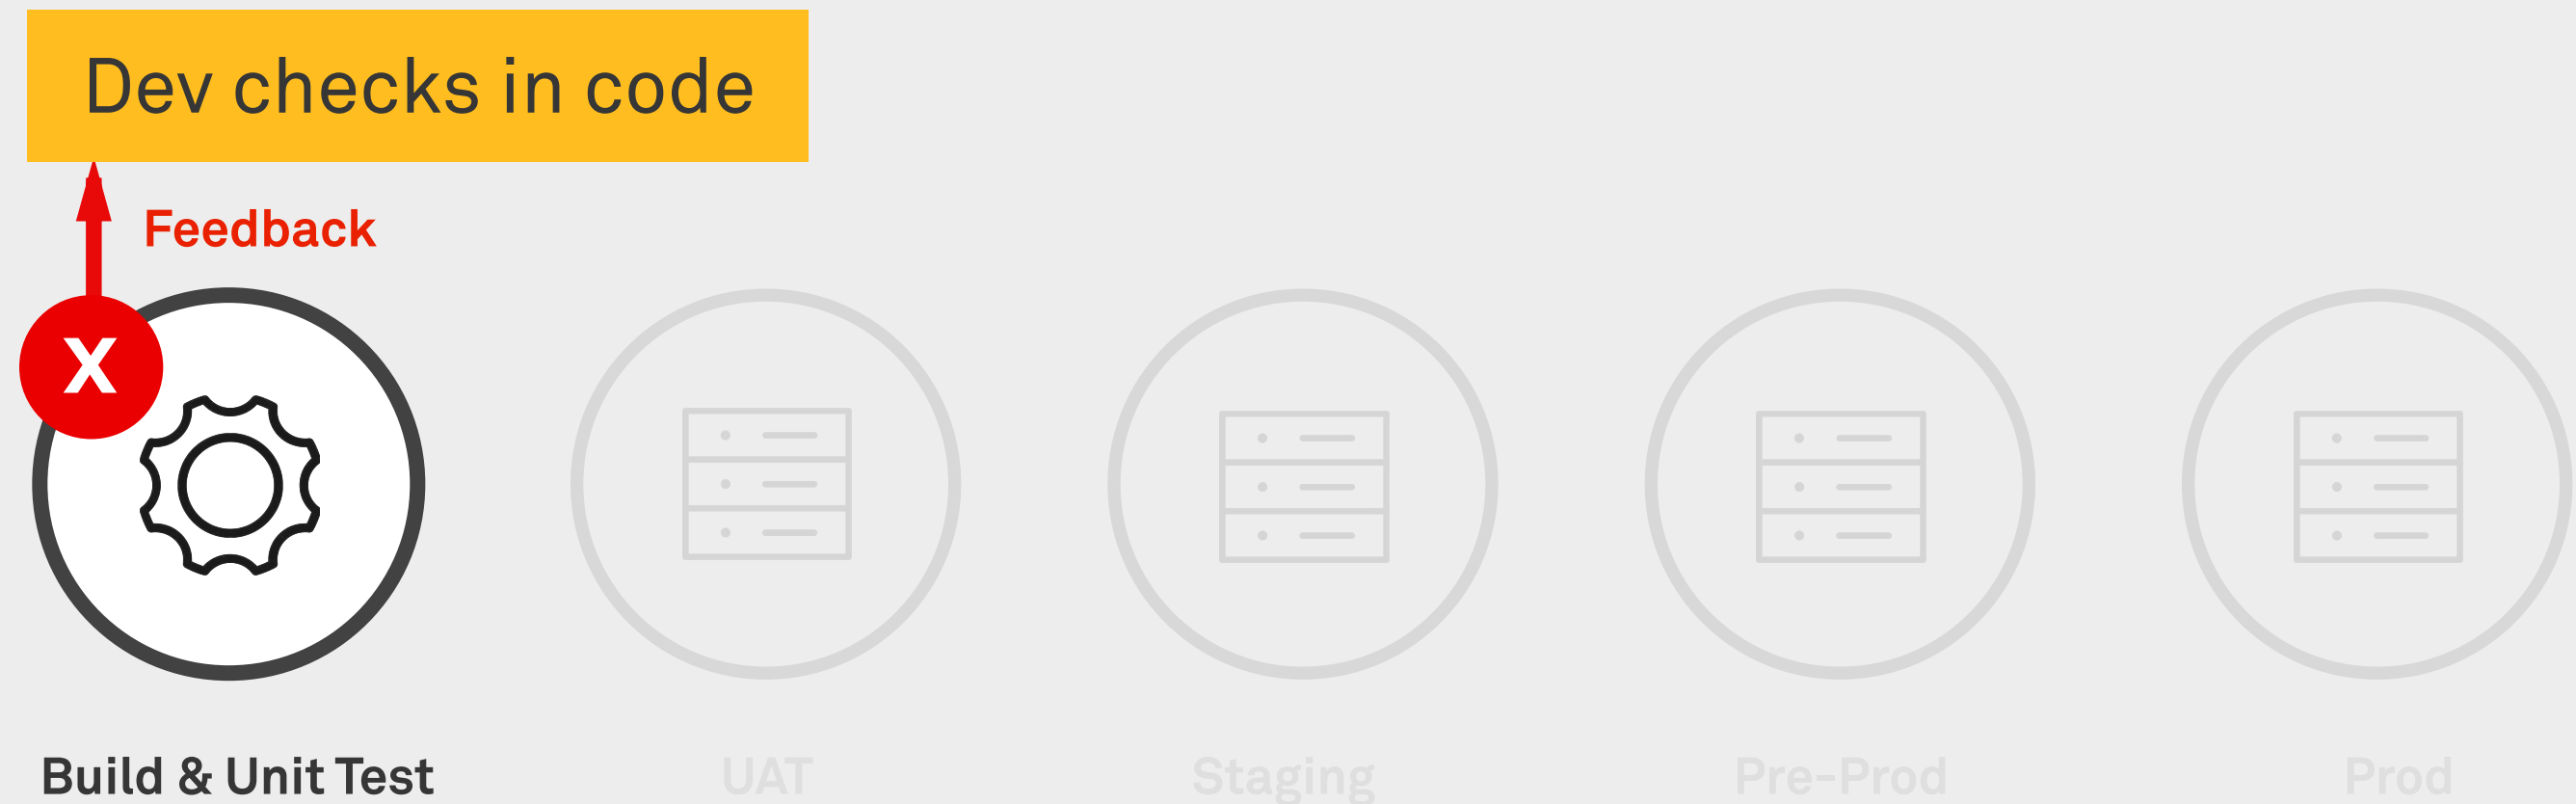 Dev checks in code
Feedback
X
Build & Unit Test
UAT
Staging
Pre-Prod
Prod